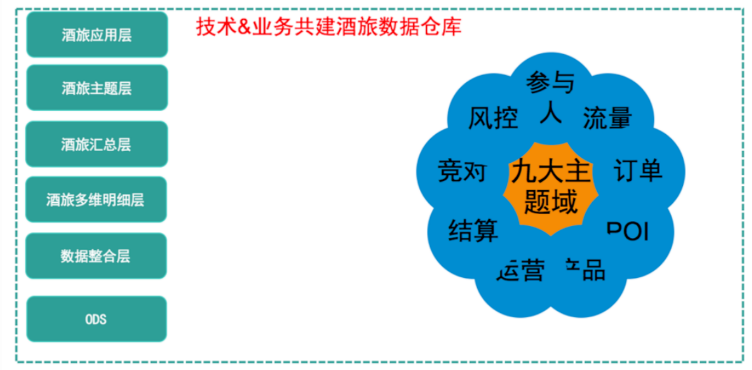 技术&业务共建酒旅数据仓库
酒旅应用层
酒旅主题层
酒旅汇总层
酒旅多维明细层
数据整合层
ODS
参与
人
风控
流量
竞对
九大主
题域
订单
结算
POI
运营
产品